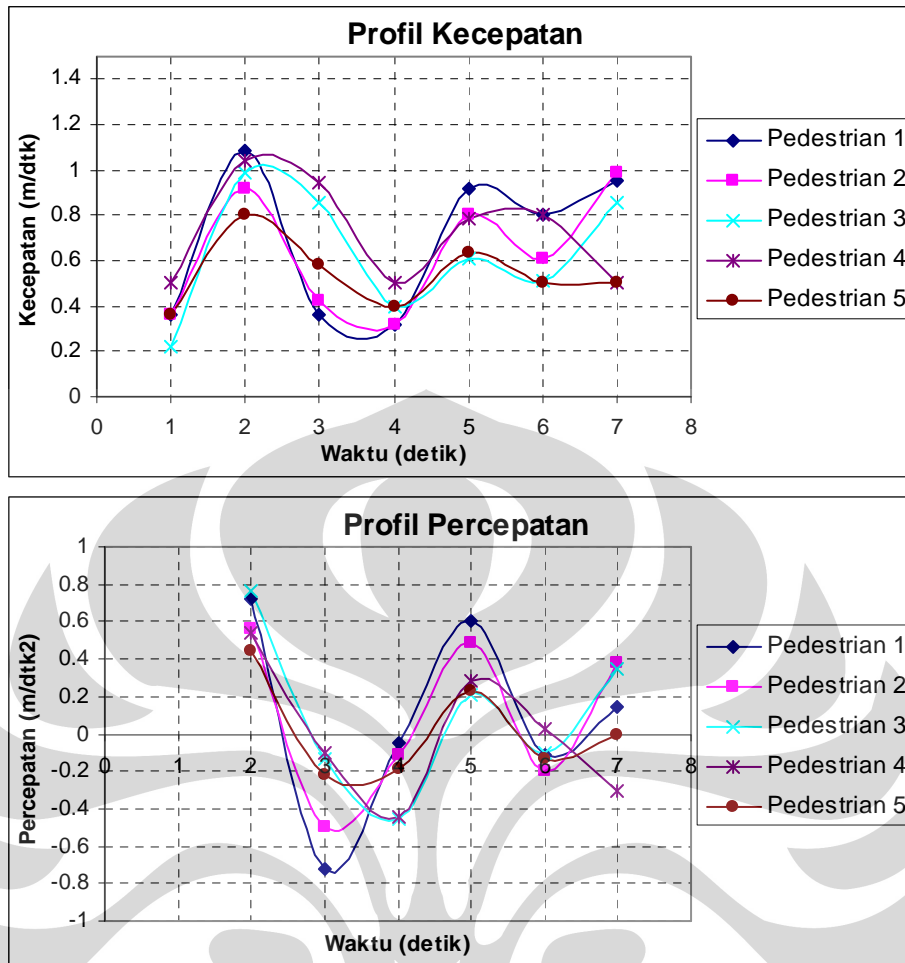 Profil Kecepatan
Kecepatan (m/dtk)
1.4
1.2
1
0.8
0.6
0.4
0.2
0
0 1 2 3 4 5 6 7 8
Waktu (detik)
Pedestrian 1
Pedestrian 2
Pedestrian 3
Pedestrian 4
Pedestrian 5
Profil Percepatan
Percepatan (m/dtk2)
1
0.8
0.6
0.4
0.2
0
-0.2
-0.4
-0.6
-0.8
-1
0 1 2 3 4 5 6 7 8
Waktu (detik)
Pedestrian 1
Pedestrian 2
Pedestrian 3
Pedestrian 4
Pedestrian 5